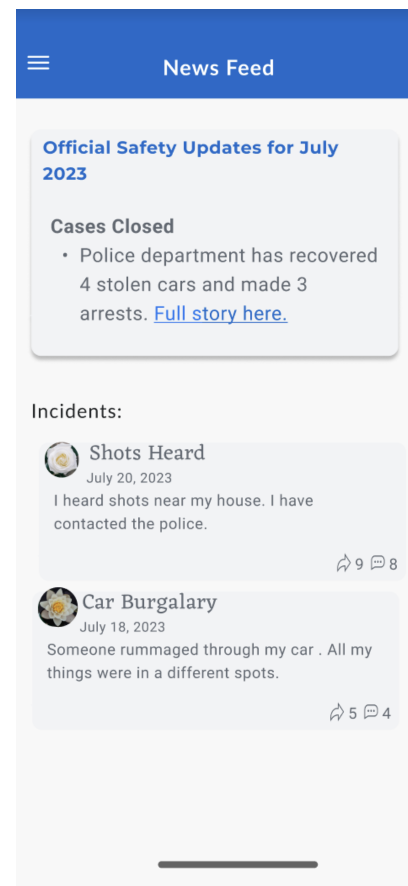 News Feed
Official Safety Updates for July
2023
Cases Closed
• Police department has recovered
4 stolen cars and made 3
arrests. Full story here.
Incidents:
Shots Heard
July 20, 2023
I heard shots near my house. I have
contacted the police.
9 8
Car Burgalary
July 18, 2023
Someone rummaged through my car . All my
things were in a different spots.
5 4